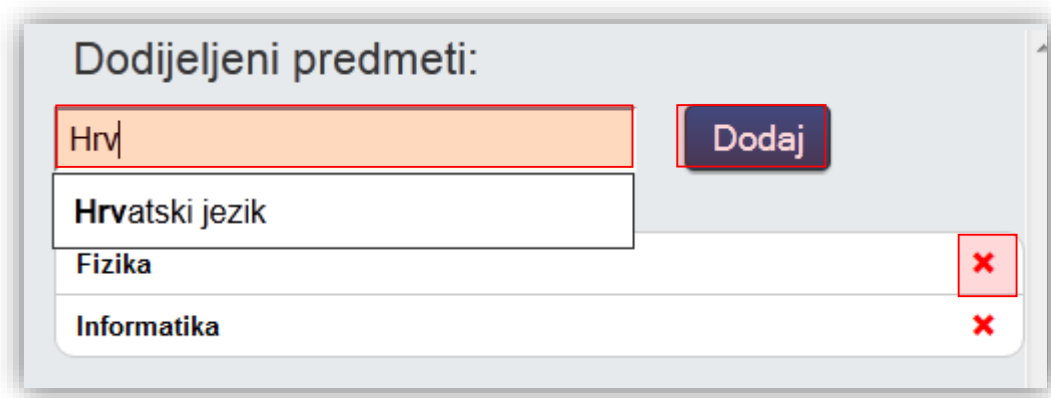 Dodijeljeni predmeti:
Hrv
Dodaj
Hrvatski jezik
Fizika
Informatika